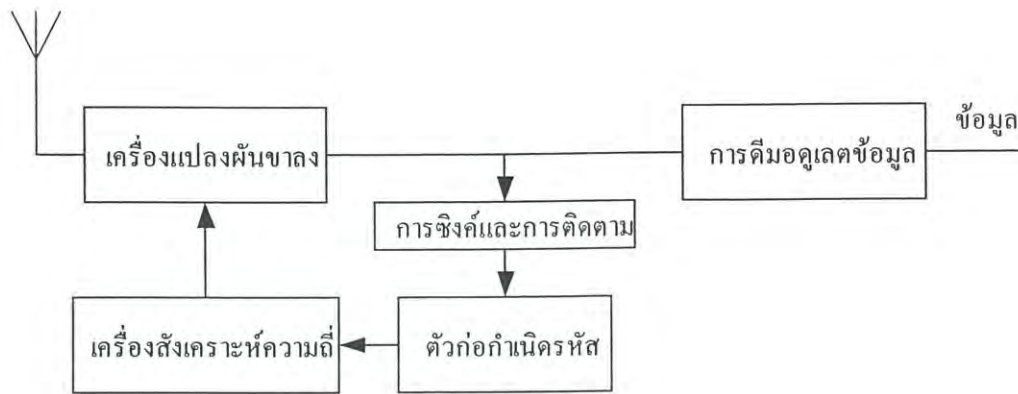 ข้อมูล
เครื่องแปลงผันขาลง
การดีมอดูเลตข้อมูล
การซิงค์และการติดตาม
เครื่องสังเคราะห์ความถี่
ตัวก่อกำเนิดรหัส